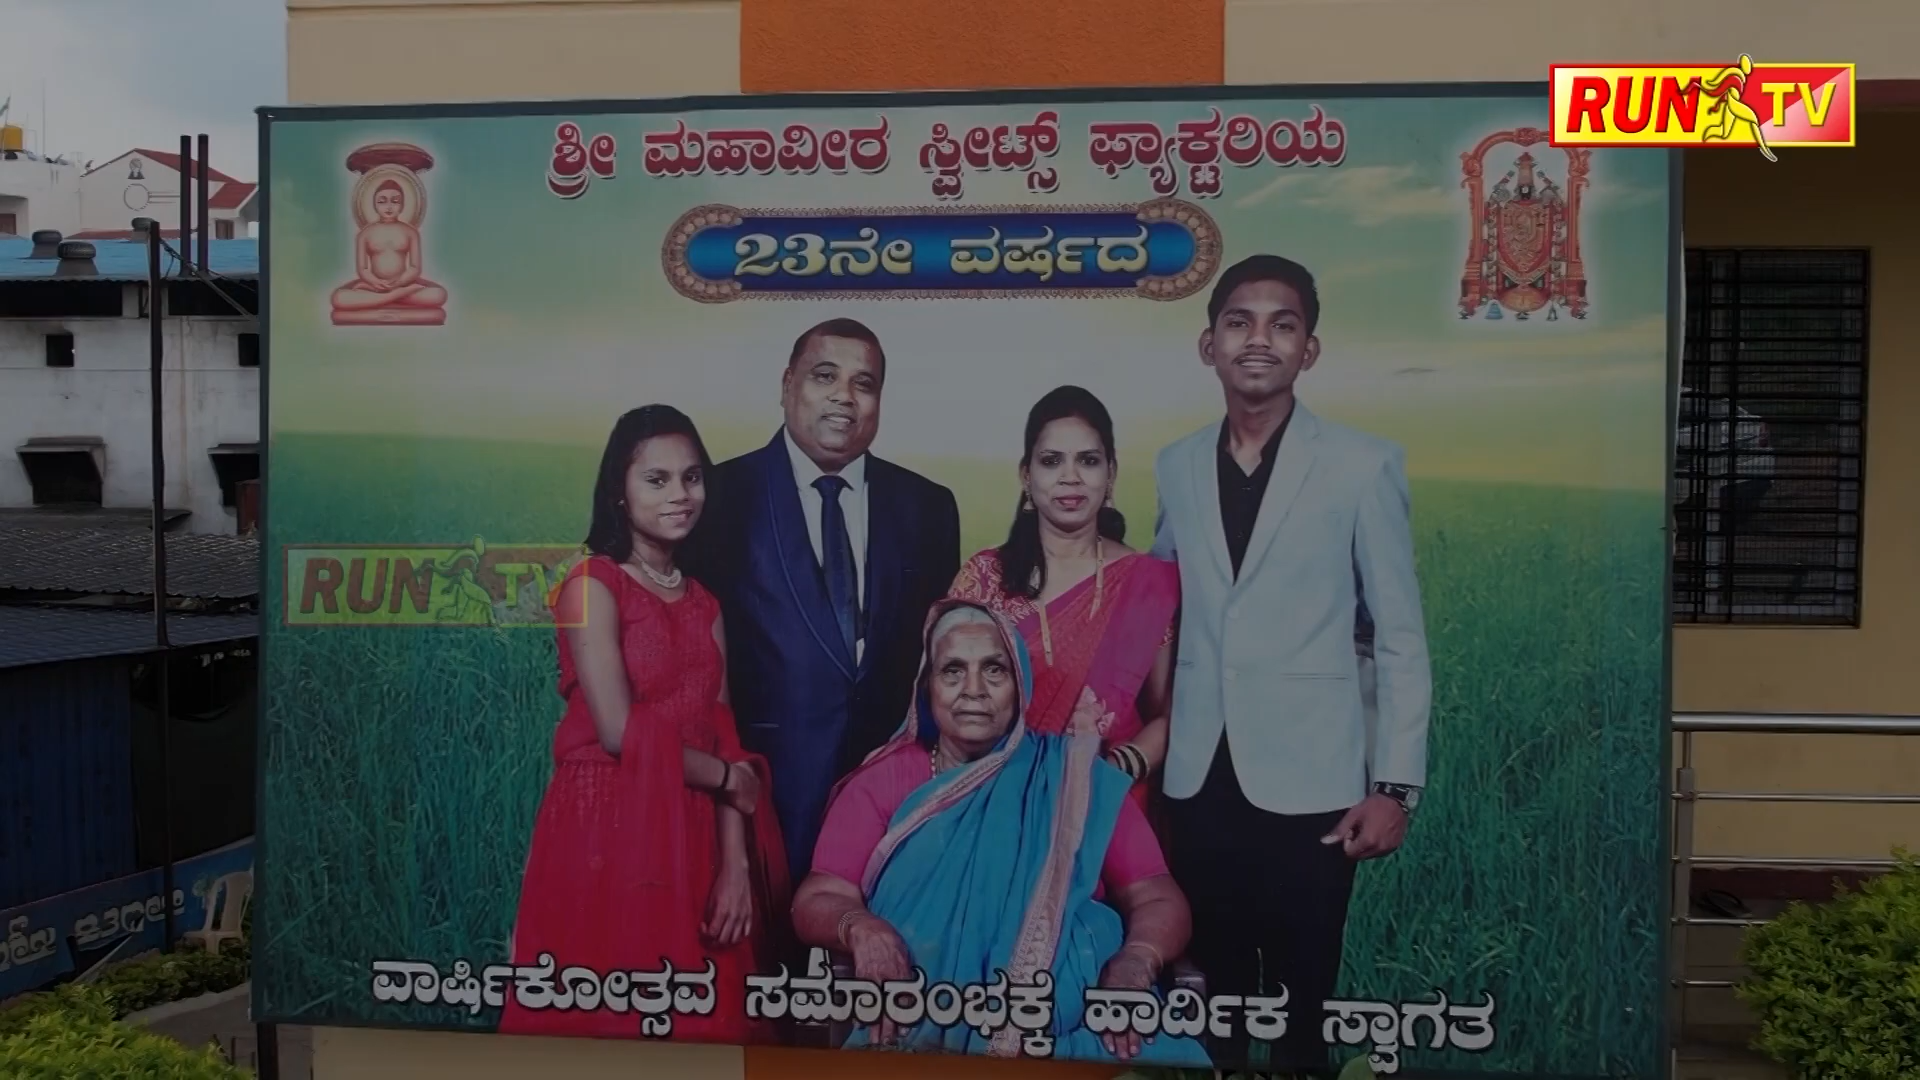 RUN TV
ಶ್ರೀ ಮಹಾವೀರ ಸ್ವೀಟ್ಸ್ ಫ್ಯಾಕ್ಟರಿಯ
23ನೇ ವರ್ಷದ
RUN TV
ವಾರ್ಷಿಕೋತ್ಸವ ಸಮಾರಂಭಕ್ಕೆ ಹಾರ್ದಿಕ ಸ್ವಾಗತ